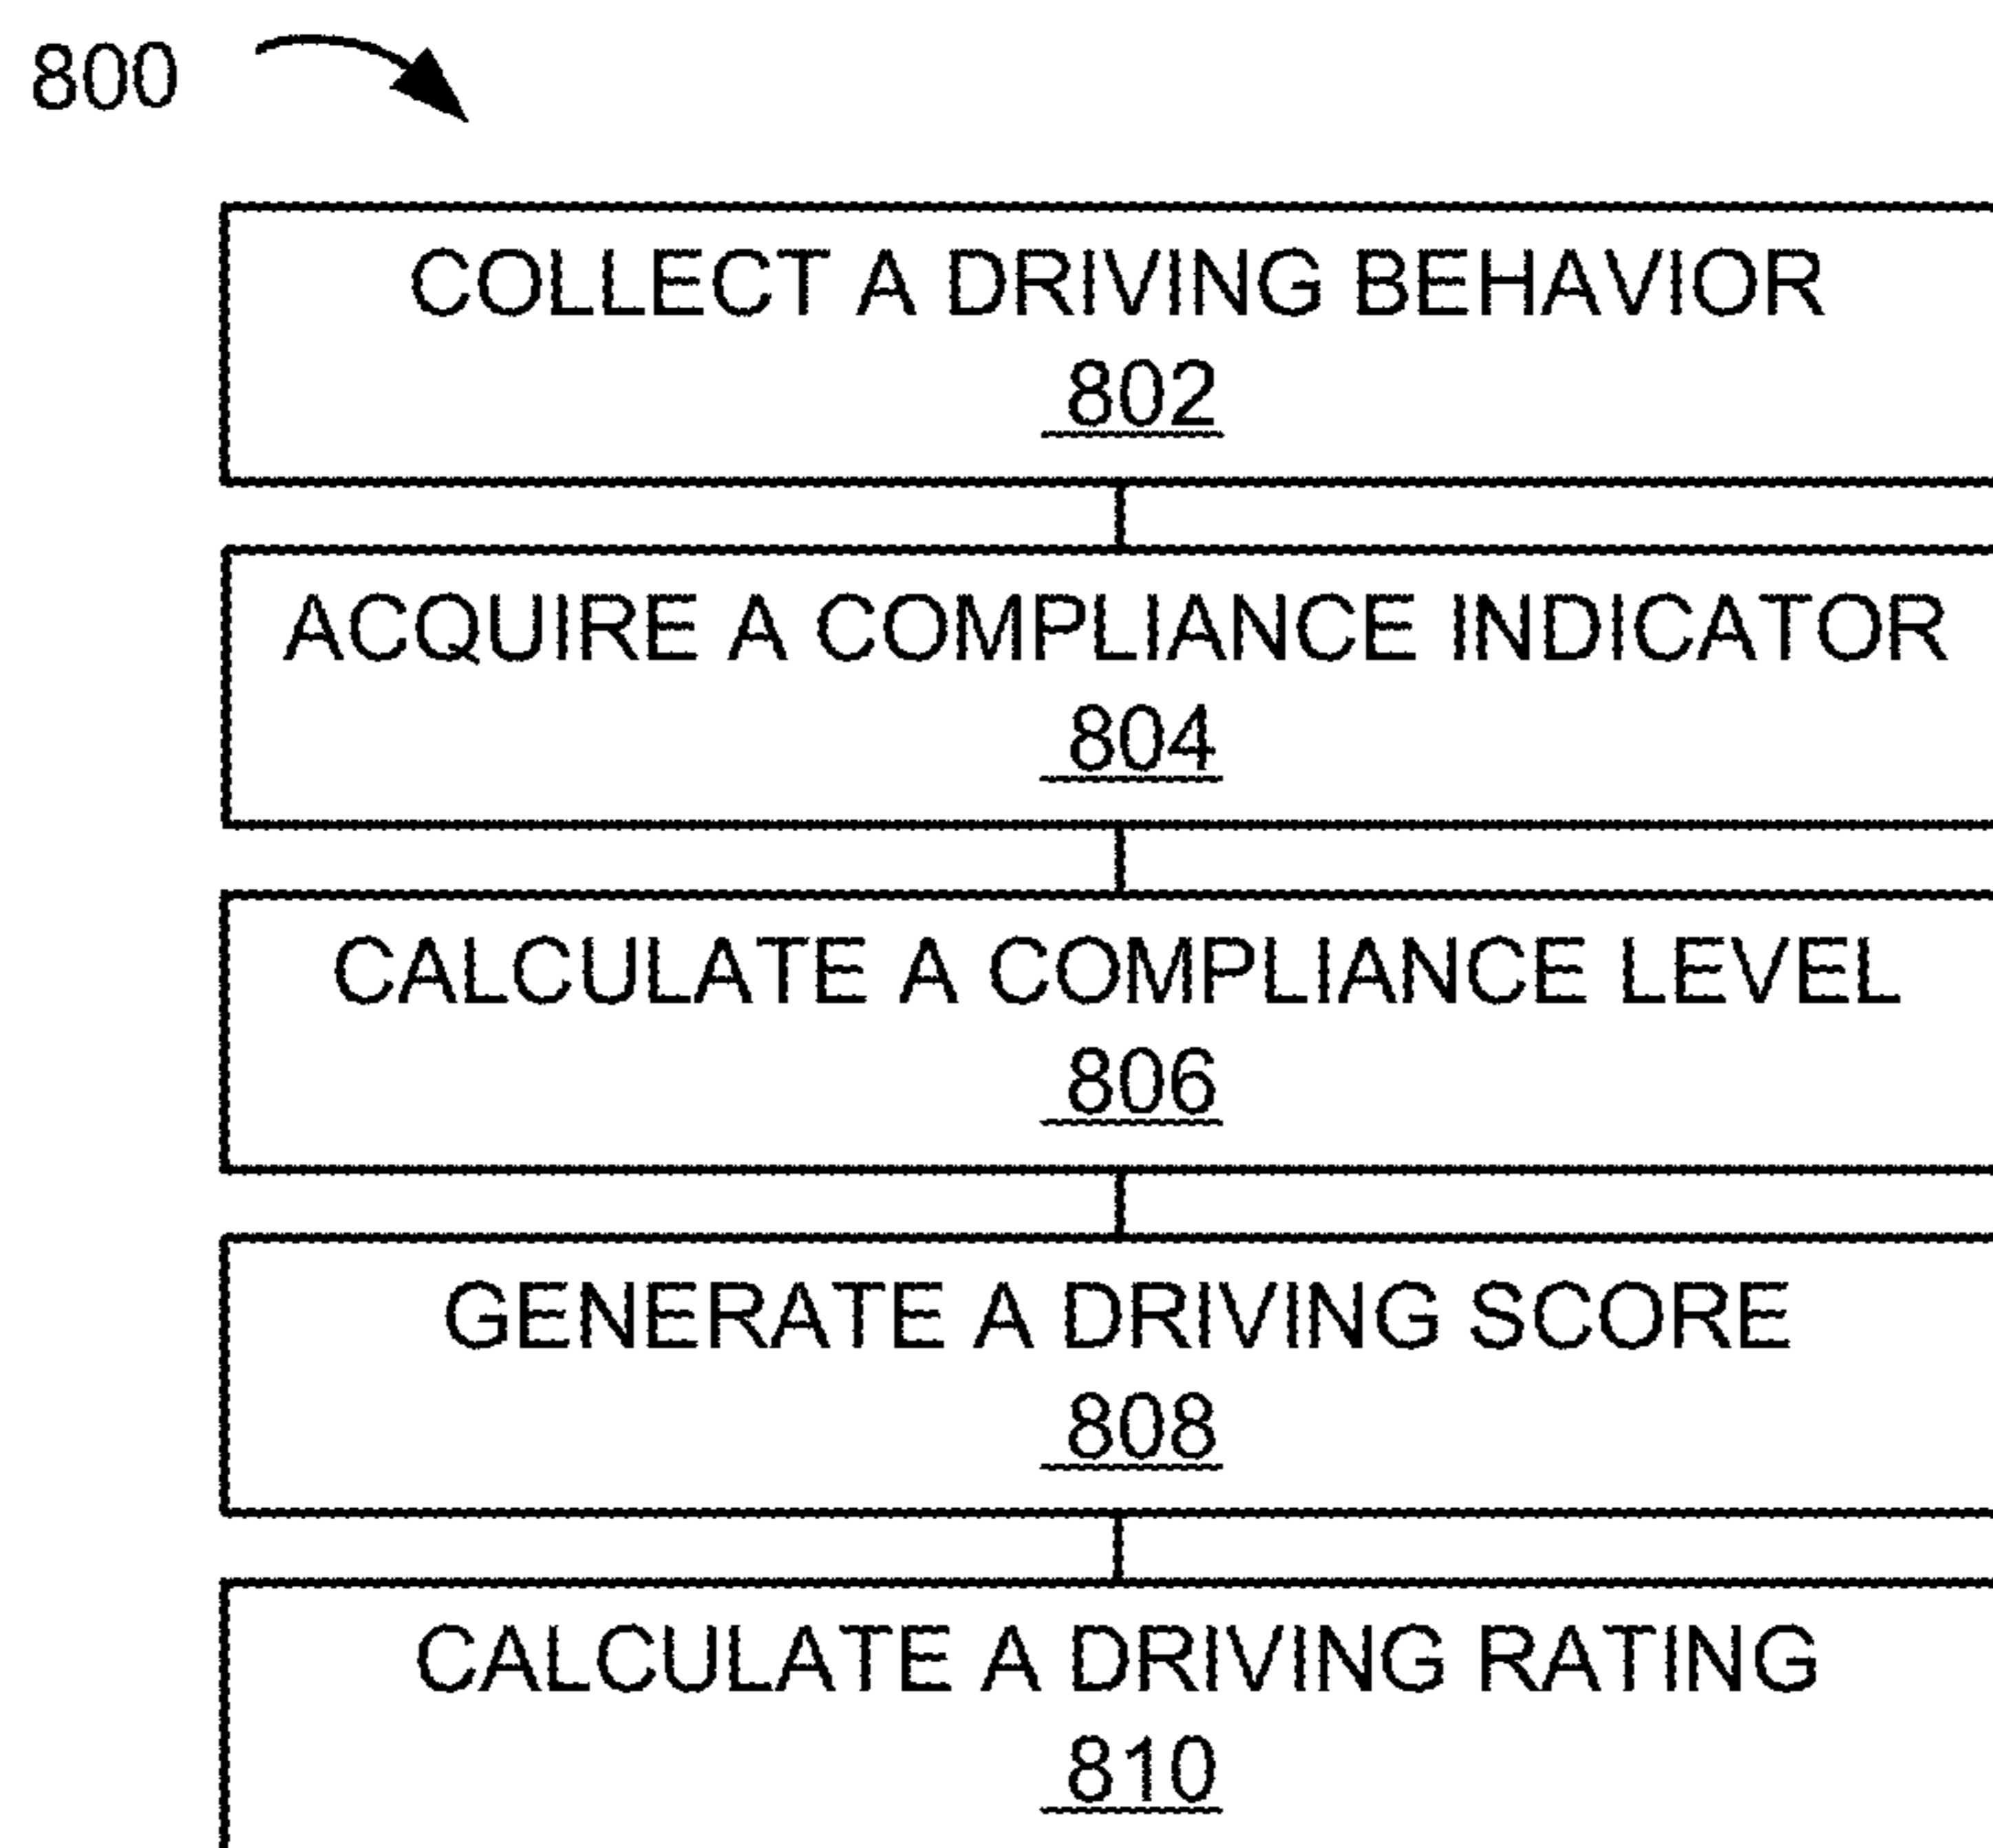 800
COLLECT A DRIVING BEHAVIOR
802
ACQUIRE A COMPLIANCE INDICATOR
804
CALCULATE A COMPLIANCE LEVEL
806
GENERATE A DRIVING SCORE
808
CALCULATE A DRIVING RATING
810